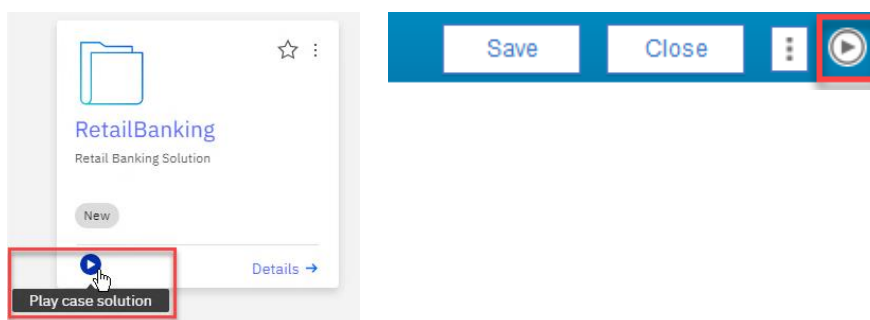 RetailBanking
Retail Banking Solution
New
Details →
Play case solution
Save Close